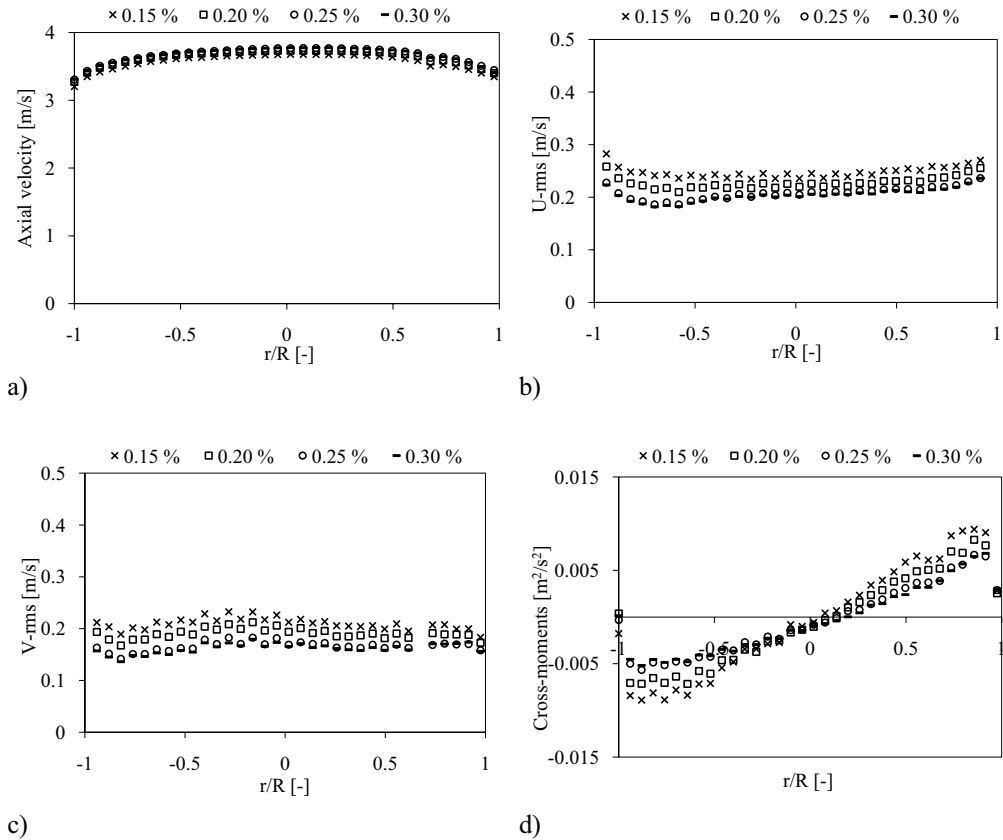 × 0.15 % □ 0.20 % ○ 0.25 % - 0.30 %
Axial velocity [m/s]
4
3
2
1
0
-1 -0.5 0 0.5 1
r/R [-]
a)
× 0.15 % □ 0.20 % ○ 0.25 % - 0.30 %
U-rms [m/s]
0.5
0.4
0.3
0.2
0.1
0
-1 -0.5 0 0.5 1
r/R [-]
b)
× 0.15 % □ 0.20 % ○ 0.25 % - 0.30 %
V-rms [m/s]
0.5
0.4
0.3
0.2
0.1
0
-1 -0.5 0 0.5 1
r/R [-]
c)
× 0.15 % □ 0.20 % ○ 0.25 % - 0.30 %
Cross-moments [m²/s²]
0.015
0.005
-0.005
-0.015
-1 -0.5 0 0.5 1
r/R [-]
d)